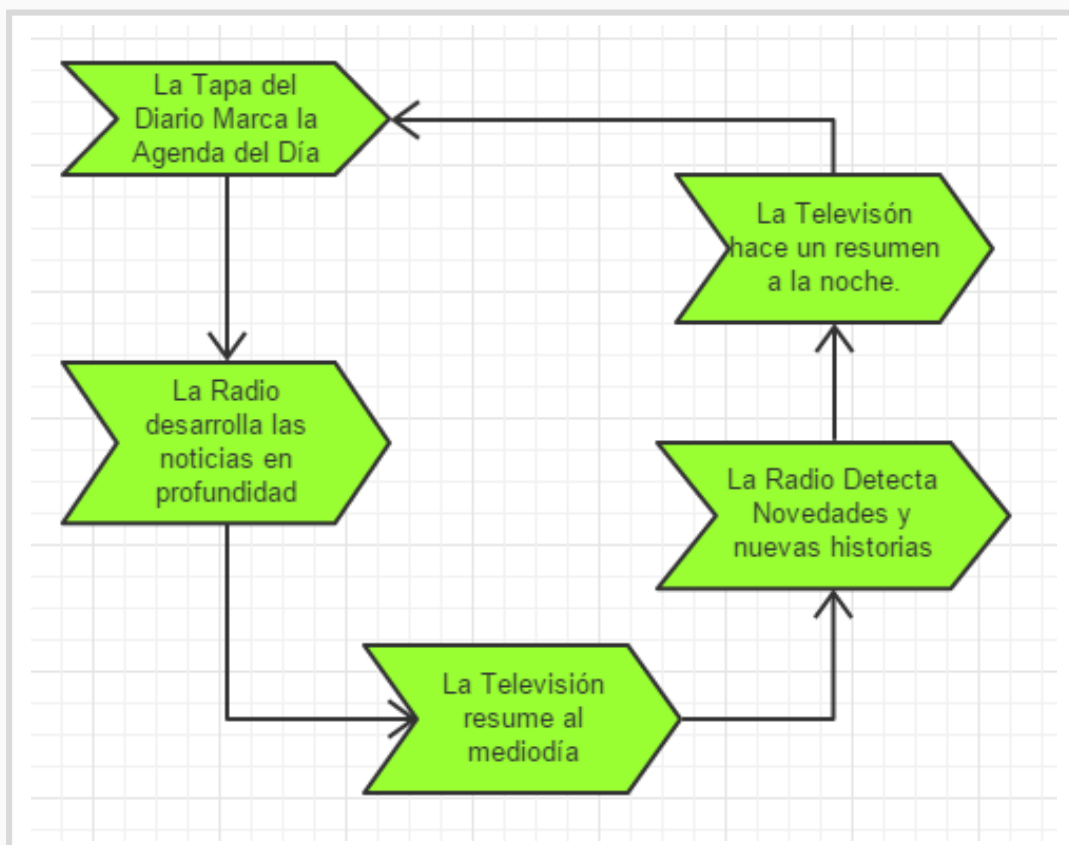 La Tapa del
Diario Marca la
Agenda del Día
La Radio
desarrolla las
noticias en
profundidad
La Televisión
resume al
mediodía
La Radio Detecta
Novedades y
nuevas historias
La Televisón
hace un resumen
a la noche.